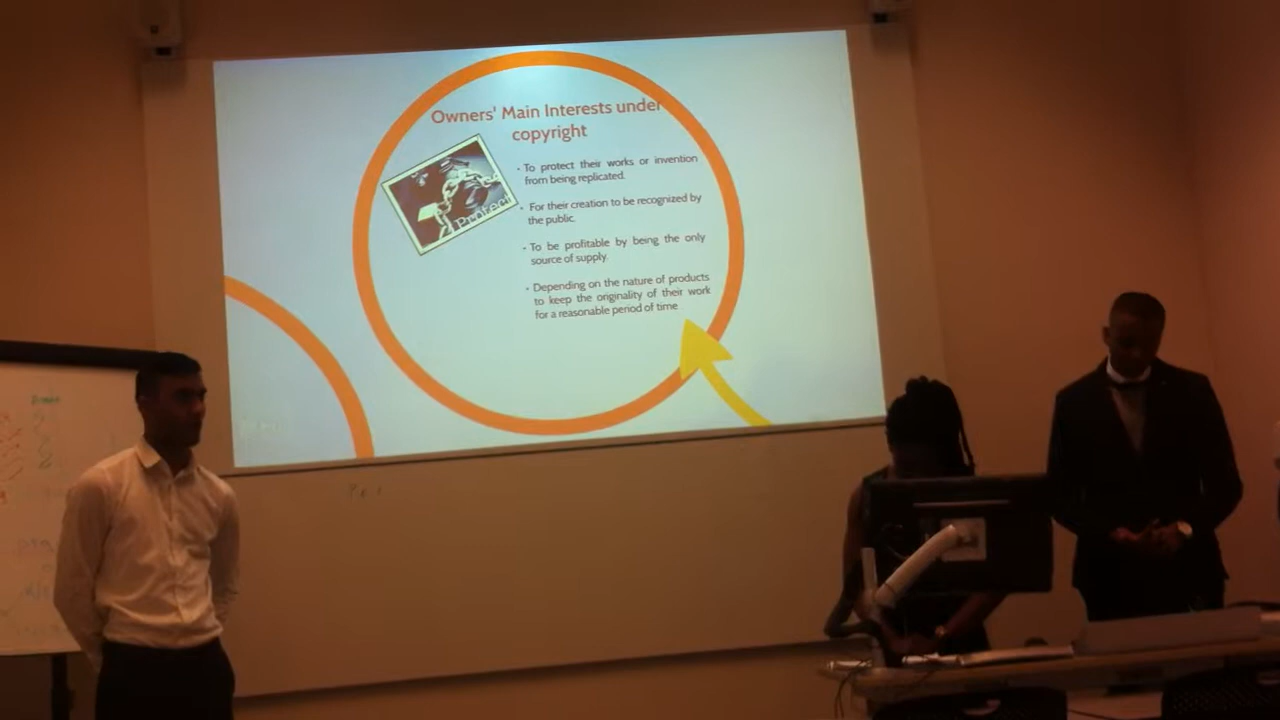 Owners' Main Interests under
copyright
Protect
• To protect their works or invention
from being replicated.
• For their creation to be recognized by
the public.
• To be profitable by being the only
source of supply.
• Depending on the nature of products
to keep the originality of their work
for a reasonable period of time